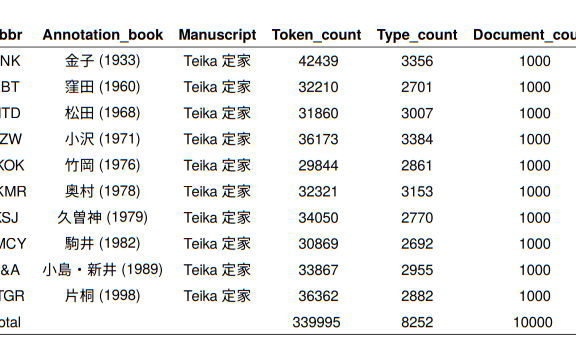 bbr Annotation_book Manuscript Token_count Type_count Document_cou
NK 金子 (1933) Teika 定家 42439 3356 1000
BT 窪田 (1960) Teika 定家 32210 2701 1000
TD 松田 (1968) Teika 定家 31860 3007 1000
ZW 小沢 (1971) Teika 定家 36173 3384 1000
KOK 竹岡 (1976) Teika 定家 29844 2861 1000
KMR 奥村 (1978) Teika 定家 32321 3153 1000
KSJ 久曽神 (1979) Teika 定家 34050 2770 1000
MCY 駒井 (1982) Teika 定家 30869 2692 1000
&A 小島・新井 (1989) Teika 定家 33867 2955 1000
TGR 片桐 (1998) Teika 定家 36362 2882 1000
otal 339995 8252 10000